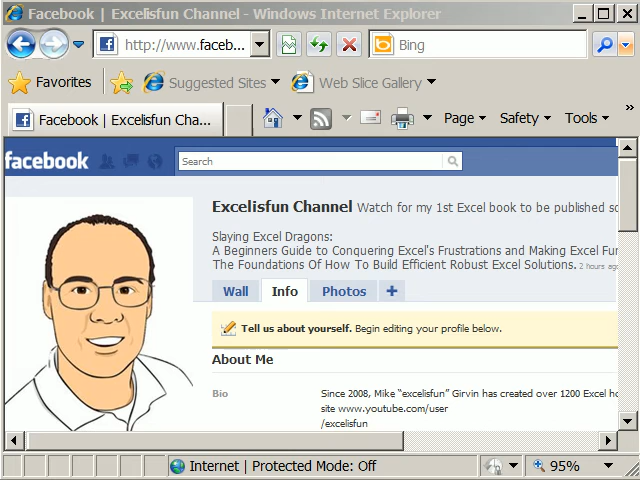 Facebook | Excelisfun Channel - Windows Internet Explorer
http://www.faceb...
Bing
Favorites
Suggested Sites
Web Slice Gallery
Facebook | Excelisfun Cha...
Page
Safety
Tools
facebook
Search
Excelisfun Channel Watch for my 1st Excel book to be published
Slaying Excel Dragons:
A Beginners Guide to Conquering Excel's Frustrations and Making Excel Fun
The Foundations Of How To Build Efficient Robust Excel Solutions. 2 hours
Wall Info Photos +
Tell us about yourself. Begin editing your profile below.
About Me
Bio
Since 2008, Mike “excelisfun” Girvin has created over 1200 Excel
site www.youtube.com/user
/excelisfun
Internet | Protected Mode: Off
95%